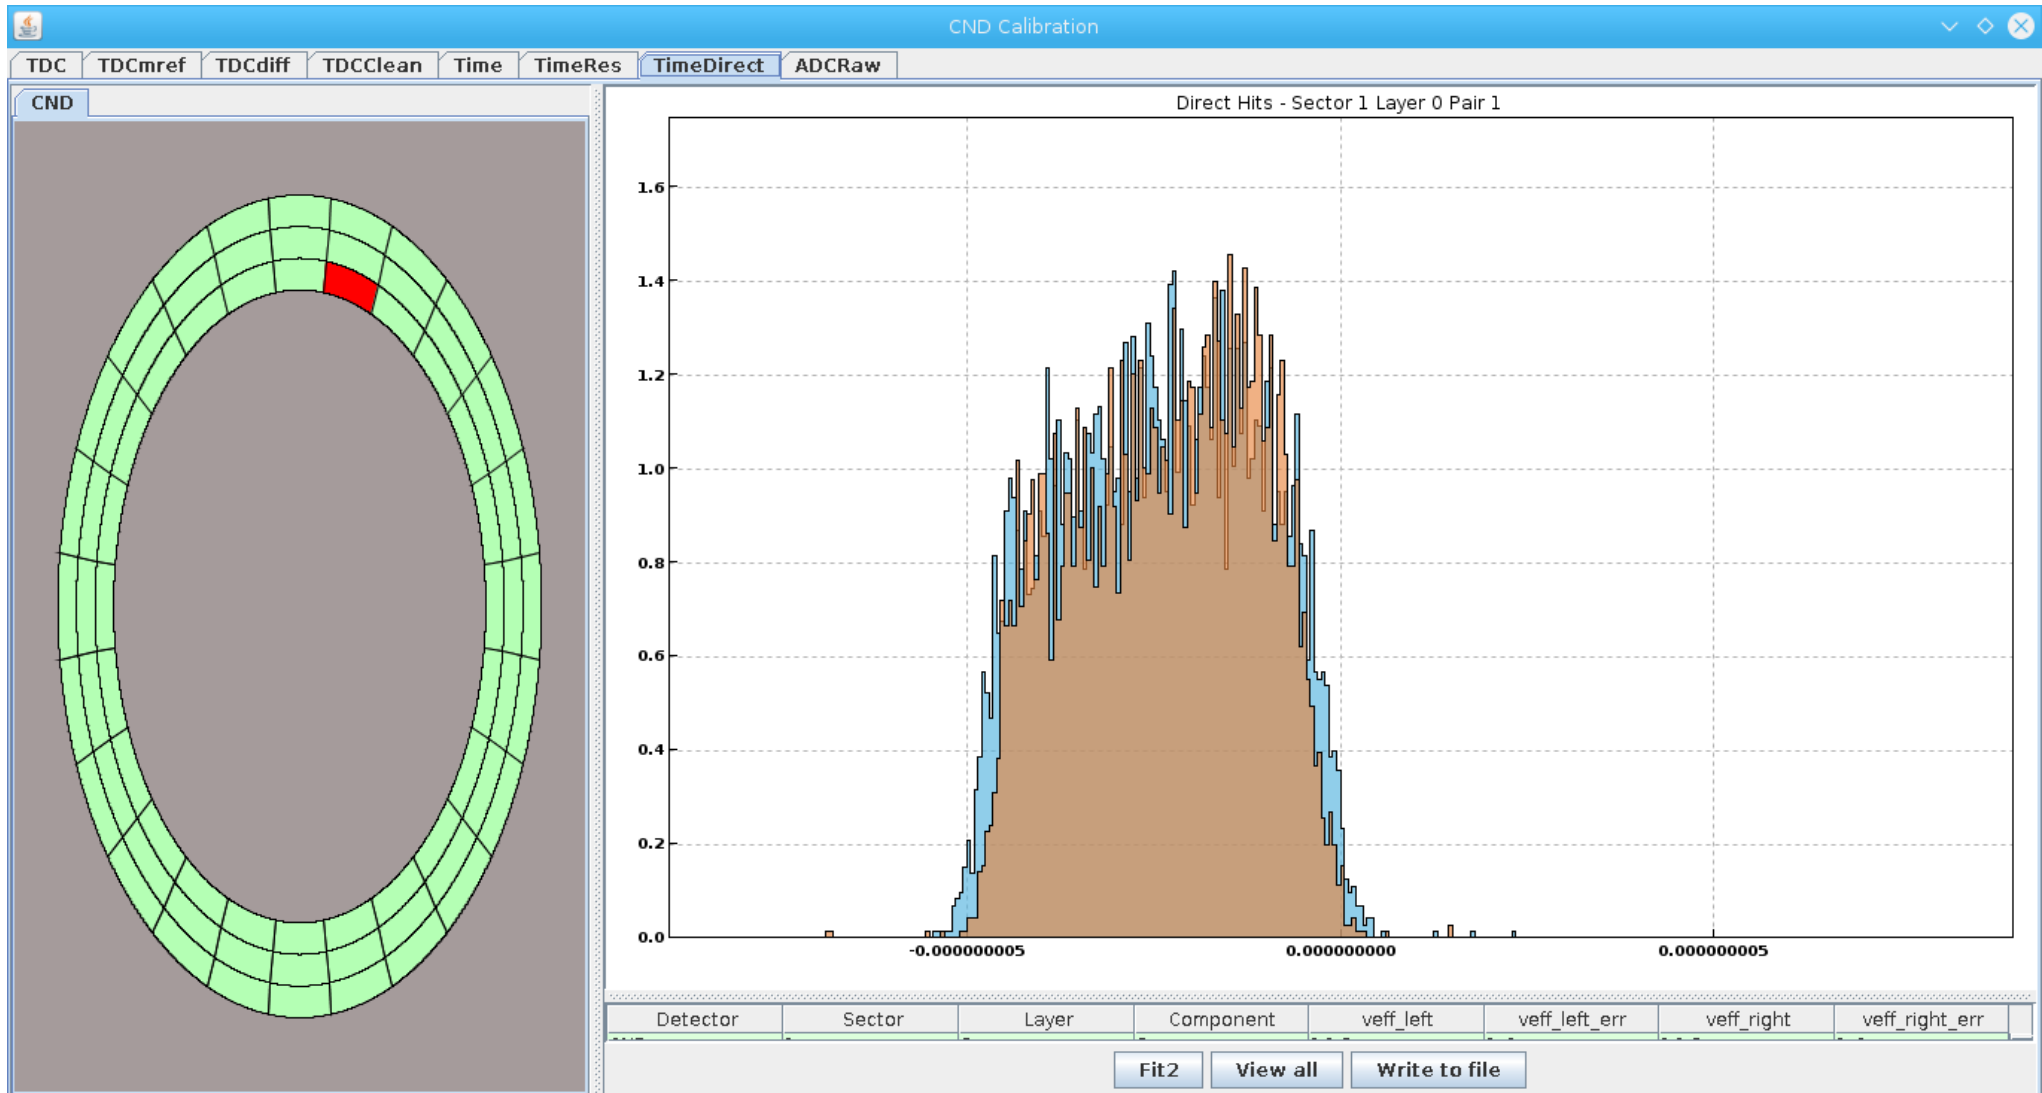 CND Calibration
TDC TDCmref TDCdiff TDCClean Time TimeRes TimeDirect ADCRaw
CND
Direct Hits - Sector 1 Layer 0 Pair 1
1.6
1.4
1.2
1.0
0.8
0.6
0.4
0.2
0.0
-0.000000005 0.000000000 0.000000005
Detector Sector Layer Component veff_left veff_left_err veff_right veff_right_err
Fit2 View all Write to file